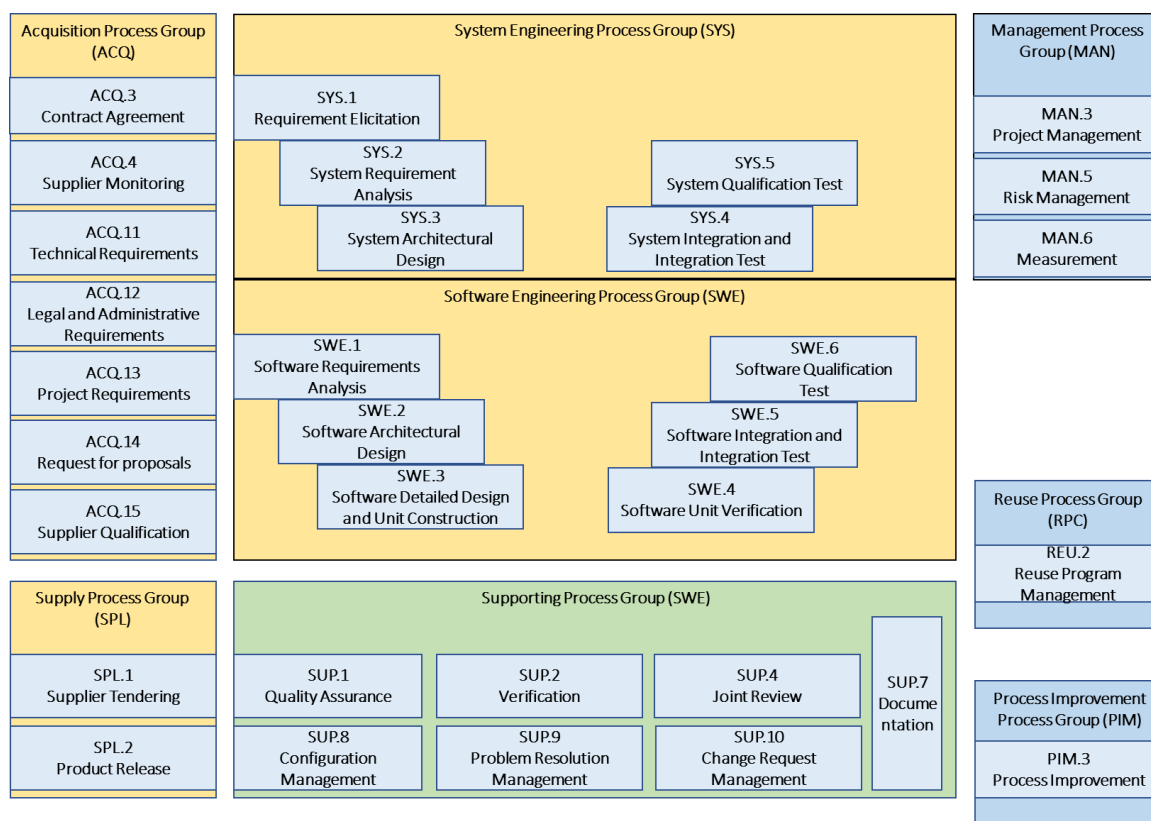 Acquisition Process Group
(ACQ)
ACQ.3
Contract Agreement
ACQ.4
Supplier Monitoring
ACQ.11
Technical Requirements
ACQ.12
Legal and Administrative
Requirements
ACQ.13
Project Requirements
ACQ.14
Request for proposals
ACQ.15
Supplier Qualification
System Engineering Process Group (SYS)
SYS.1
Requirement Elicitation
SYS.2
System Requirement
Analysis
SYS.3
System Architectural
Design
SYS.5
System Qualification Test
SYS.4
System Integration and
Integration Test
Software Engineering Process Group (SWE)
SWE.1
Software Requirements
Analysis
SWE.2
Software Architectural
Design
SWE.3
Software Detailed Design
and Unit Construction
SWE.6
Software Qualification
Test
SWE.5
Software Integration and
Integration Test
SWE.4
Software Unit Verification
Management Process
Group (MAN)
MAN.3
Project Management
MAN.5
Risk Management
MAN.6
Measurement
Reuse Process Group
(RPC)
REU.2
Reuse Program
Management
Supply Process Group
(SPL)
SPL.1
Supplier Tendering
SPL.2
Product Release
Supporting Process Group (SWE)
SUP.1
Quality Assurance
SUP.2
Verification
SUP.4
Joint Review
SUP.7
Docume
ntation
SUP.8
Configuration
Management
SUP.9
Problem Resolution
Management
SUP.10
Change Request
Management
Process Improvement
Process Group (PIM)
PIM.3
Process Improvement